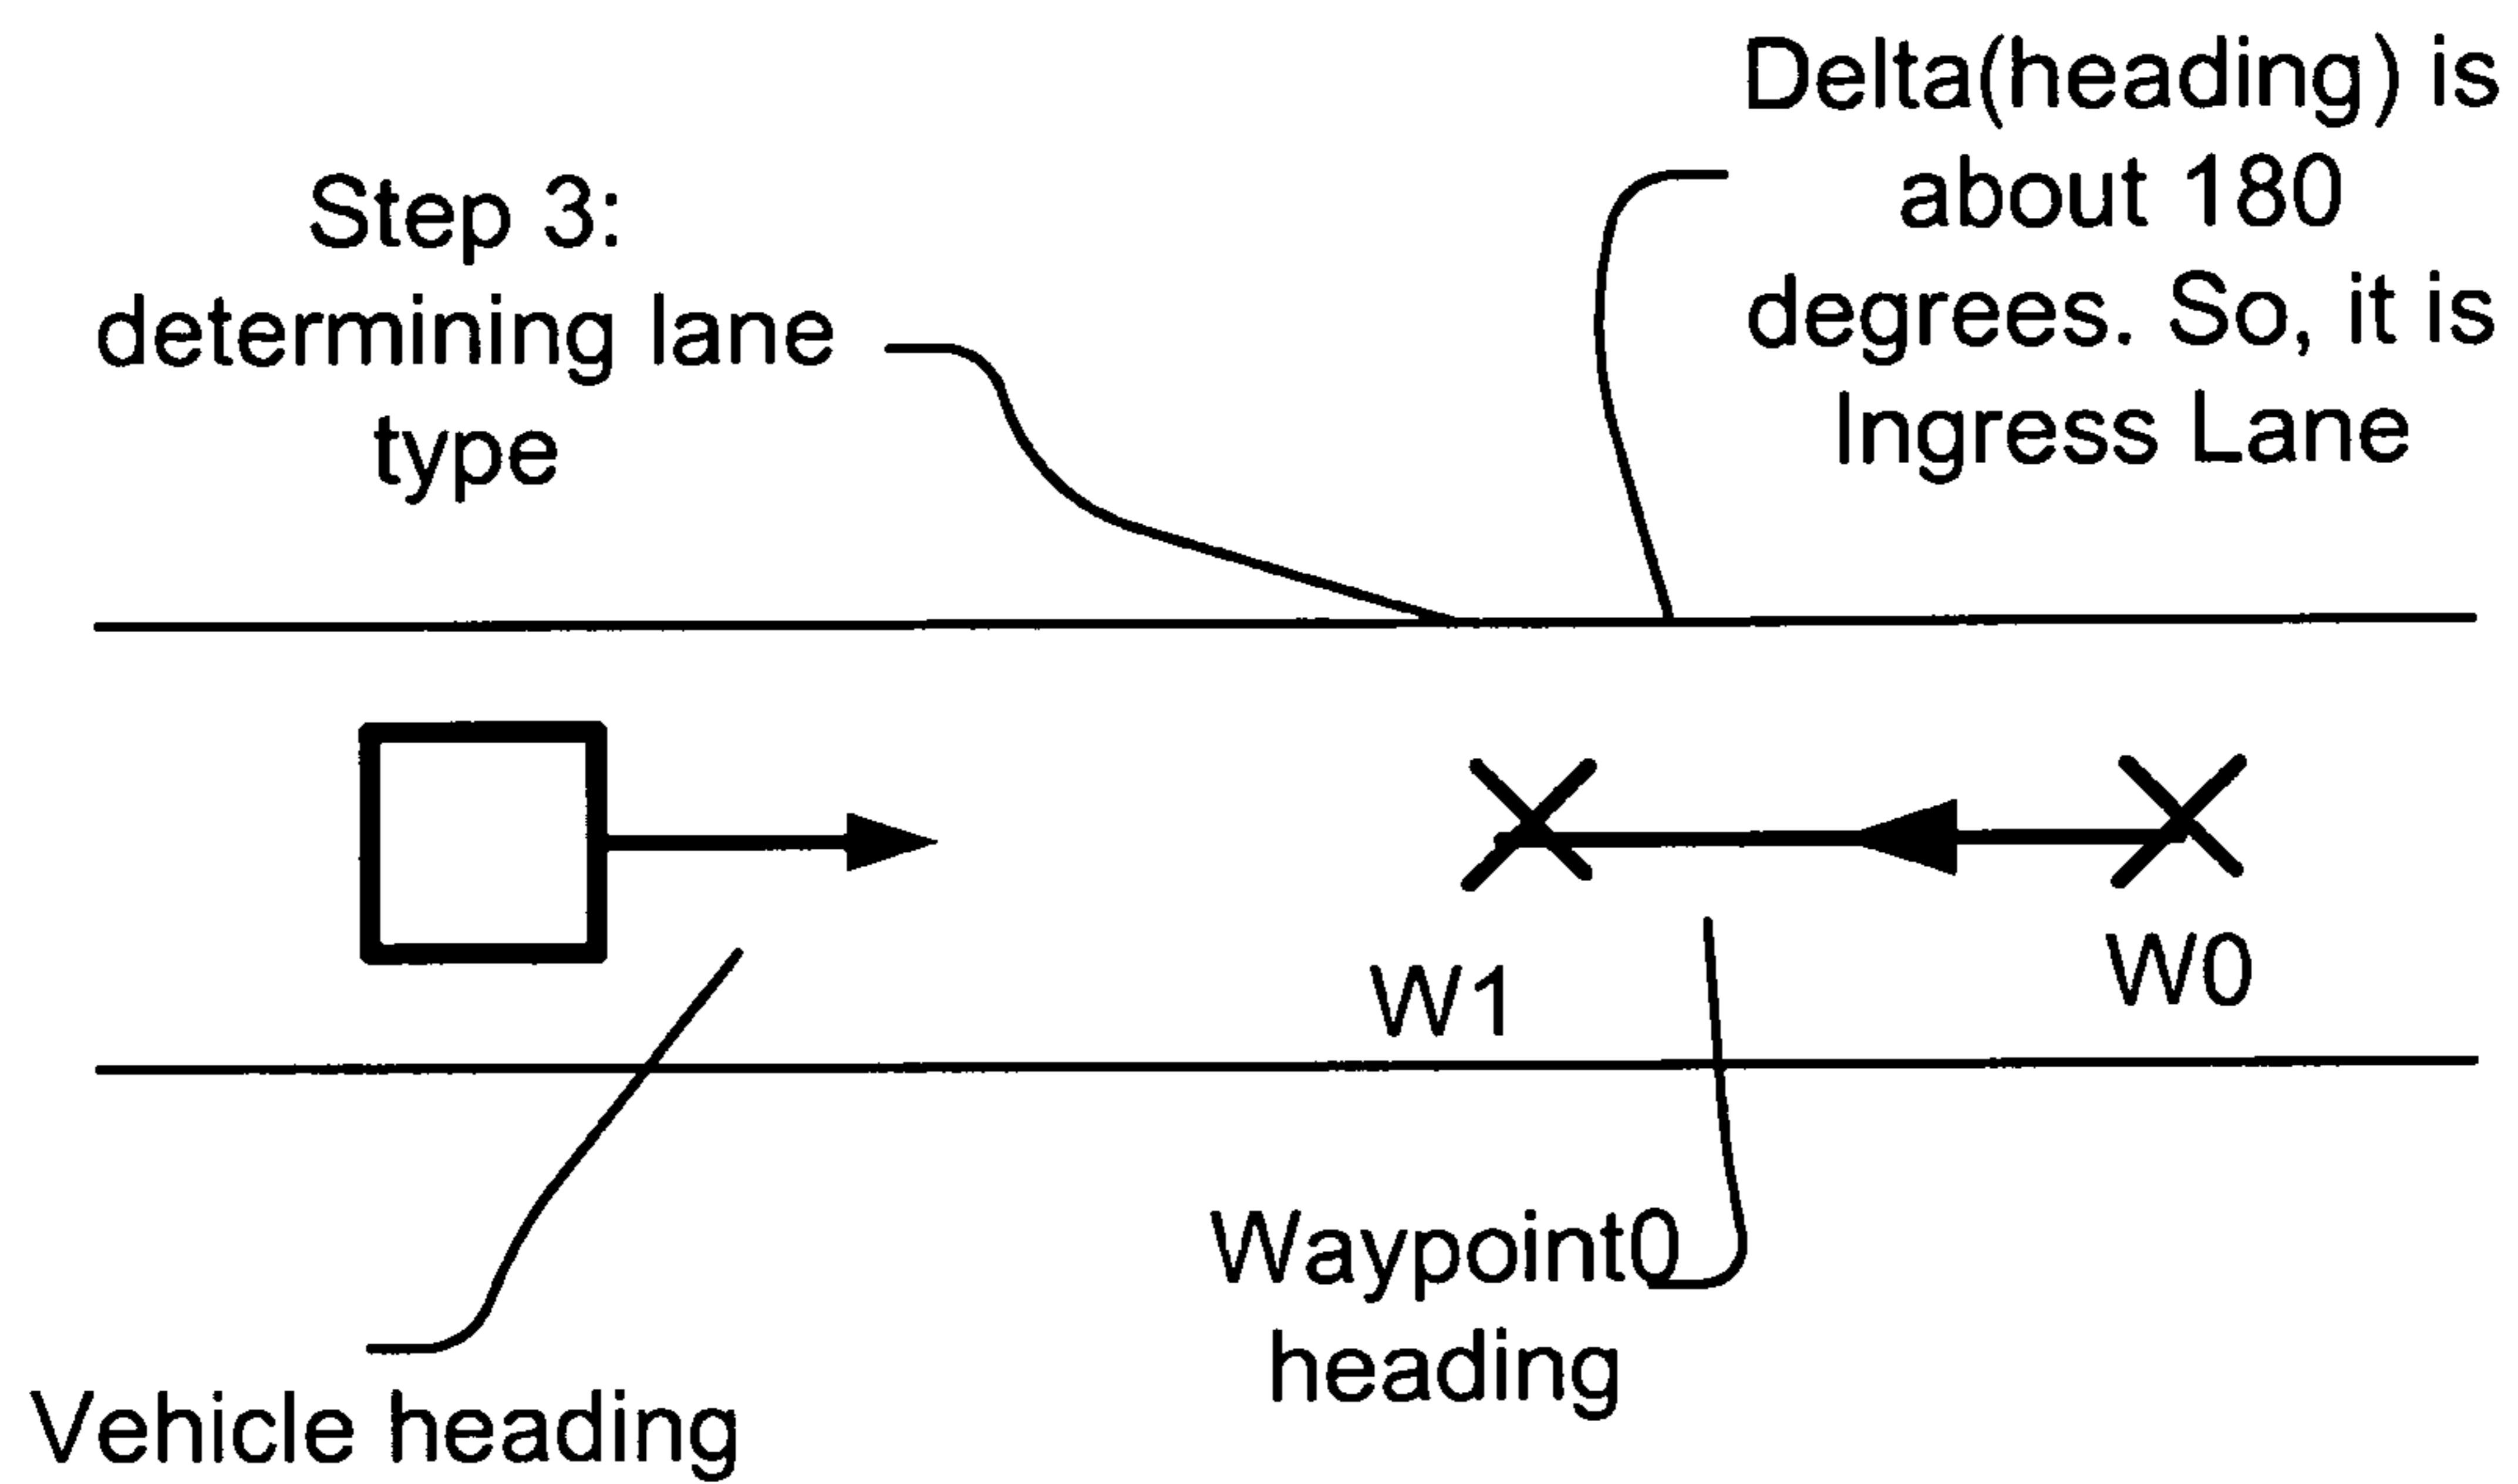 Step 3:
determining lane
type
Delta(heading) is
about 180
degrees. So, it is
Ingress Lane
W1
W0
Waypoint0
heading
Vehicle heading